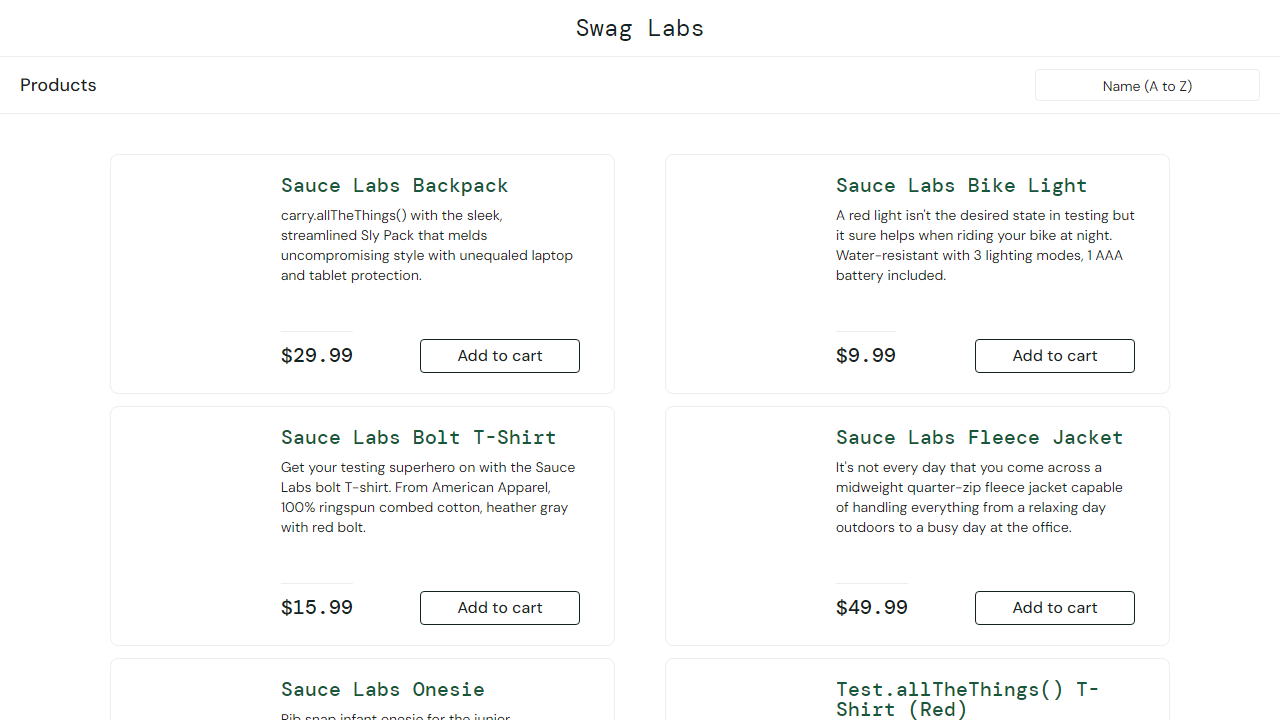 Swag Labs
Products
Name (A to Z)
Sauce Labs Backpack
carry.allTheThings() with the sleek,
streamlined Sly Pack that melds
uncompromising style with unequaled laptop
and tablet protection.
$29.99
Add to cart
Sauce Labs Bike Light
A red light isn't the desired state in testing but
it sure helps when riding your bike at night.
Water-resistant with 3 lighting modes, 1 AAA
battery included.
$9.99
Add to cart
Sauce Labs Bolt T-Shirt
Get your testing superhero on with the Sauce
Labs bolt T-shirt. From American Apparel,
100% ringspun combed cotton, heather gray
with red bolt.
$15.99
Add to cart
Sauce Labs Fleece Jacket
It's not every day that you come across a
midweight quarter-zip fleece jacket capable
of handling everything from a relaxing day
outdoors to a busy day at the office.
$49.99
Add to cart
Sauce Labs Onesie
Rib snap infant onesie for the junior
Test.allTheThings() T-
Shirt (Red)